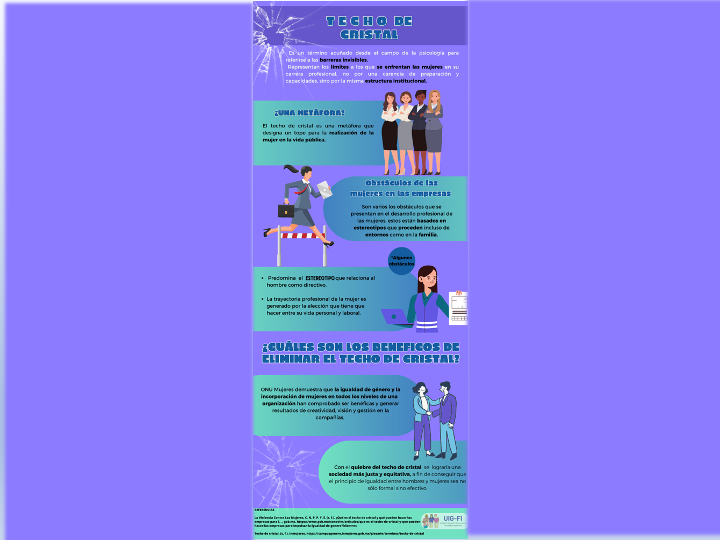 TECHO DE
CRISTAL
Es un término acuñado desde el campo de la psicología para
referirse a las barreras invisibles.
Representan los límites a los que se enfrentan las mujeres en su
carrera profesional, no por una carencia de preparación y
capacidades, sino por la misma estructura institucional.
¿UNA METÁFORA?
El techo de cristal es una metáfora que
designa un tope para la realización de la
mujer en la vida pública.
Obstáculos de las
mujeres en las empresas
Son varios los obstáculos que se
presentan en el desarrollo profesional de
las mujeres, estos están basados en
estereotipos que proceden incluso de
entornos como en la familia.
*Algunos
obstáculos
• Predomina el ESTEREOTIPO que relaciona al
hombre como directivo.
• La trayectoria profesional de la mujer es
generado por la elección que tiene que
hacer entre su vida personal y laboral.
¿CUÁLES SON LOS BENEFICOS DE
ELIMINAR EL TECHO DE CRISTAL?
ONU-Mujeres demuestra que la igualdad de género y la
incorporación de mujeres en todos los niveles de una
organización han comprobado ser benéficas y generar
resultados de creatividad, visión y gestión en la
compañías.
Con el quiebre del techo de cristal se lograría una
sociedad más justa y equitativa, a fin de conseguir que
el principio de igualdad entre hombres y mujeres sea no
sólo formal sino efectivo.
UIG-FI